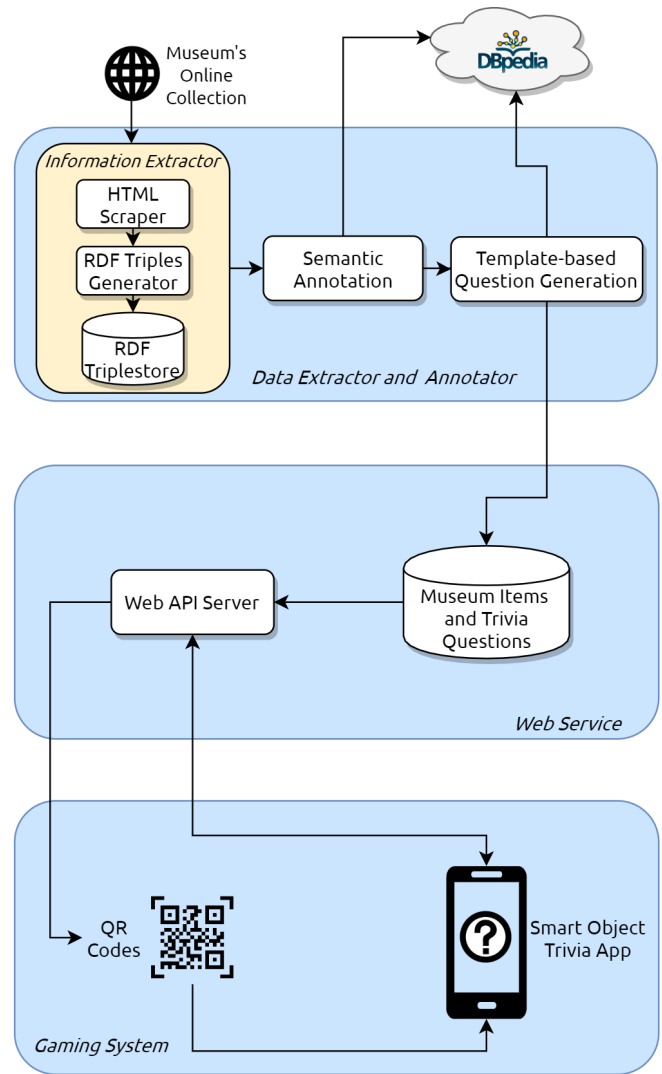 Museum's
Online
Collection
DBpedia
Information Extractor
HTML
Scraper
RDF Triples
Generator
RDF
Triplestore
Semantic
Annotation
Template-based
Question Generation
Data Extractor and Annotator
Web API Server
Museum Items
and Trivia
Questions
Web Service
QR
Codes
?
Smart Object
Trivia App
Gaming System